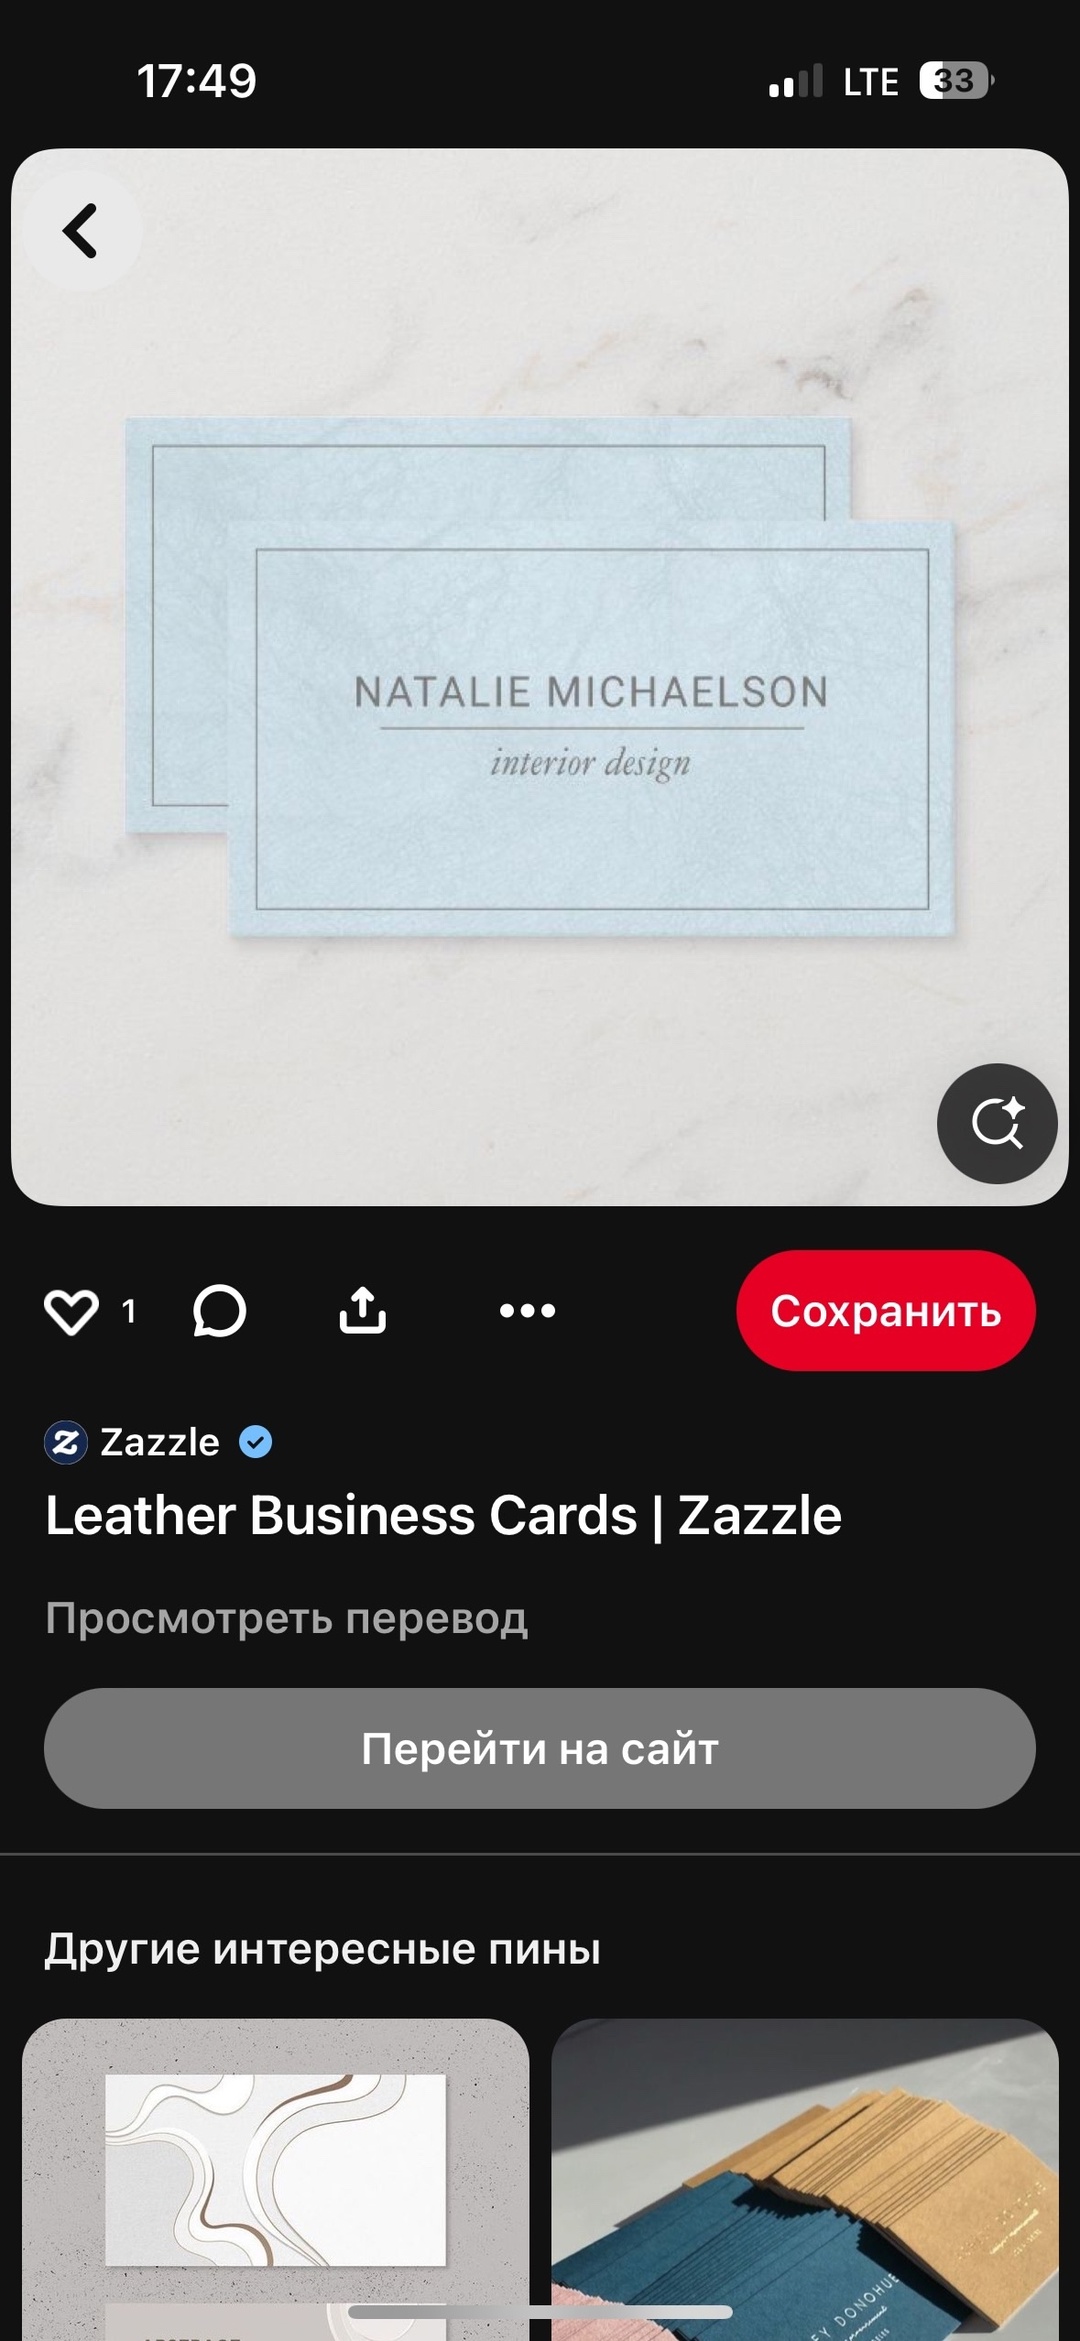 17:49
LTE 33
NATALIE MICHAELSON
interior design
1
Сохранить
Zazzle
Leather Business Cards | Zazzle
Просмотреть перевод
Перейти на сайт
Другие интересные пины
DONOHUE